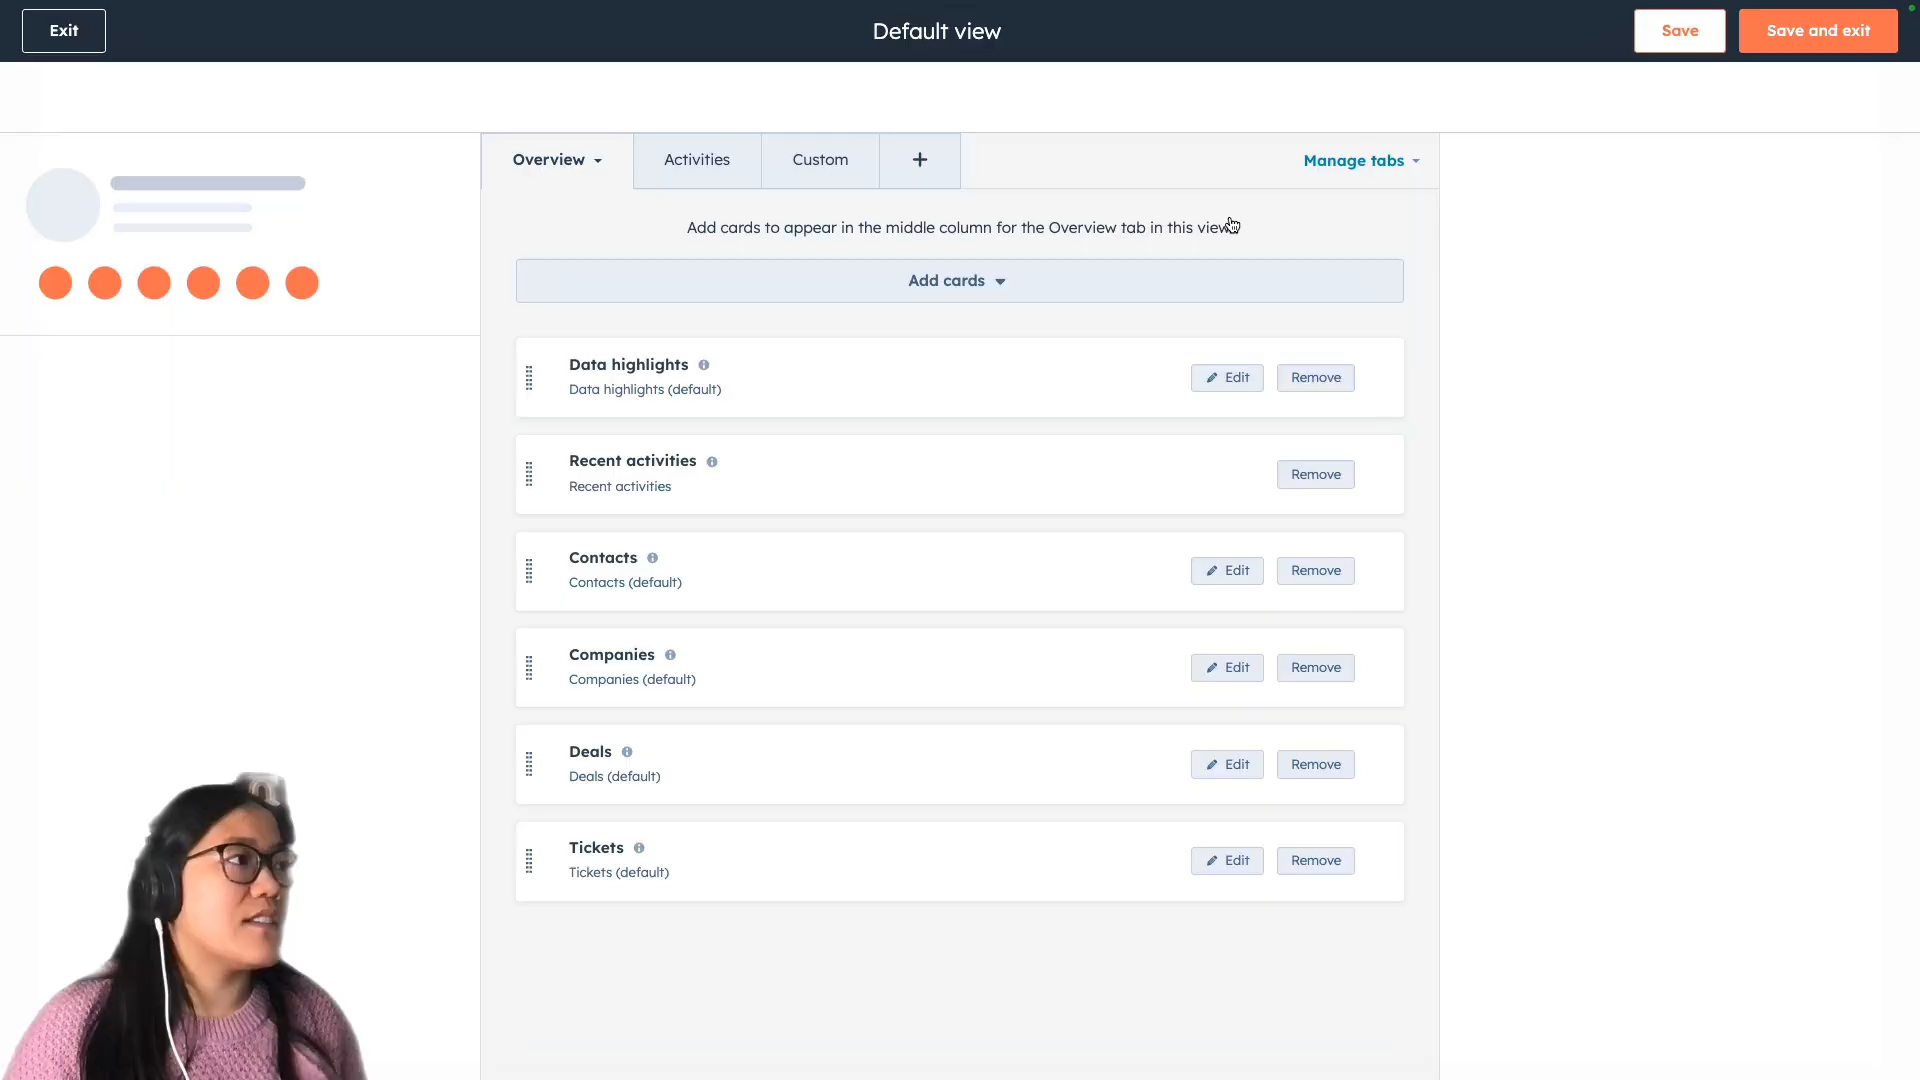 Exit
Default view
Save
Save and exit
Overview
Activities
Custom
+
Manage tabs
Add cards to appear in the middle column for the Overview tab in this view
Add cards
Data highlights
Data highlights (default)
Edit
Remove
Recent activities
Recent activities
Remove
Contacts
Contacts (default)
Edit
Remove
Companies
Companies (default)
Edit
Remove
Deals
Deals (default)
Edit
Remove
Tickets
Tickets (default)
Edit
Remove